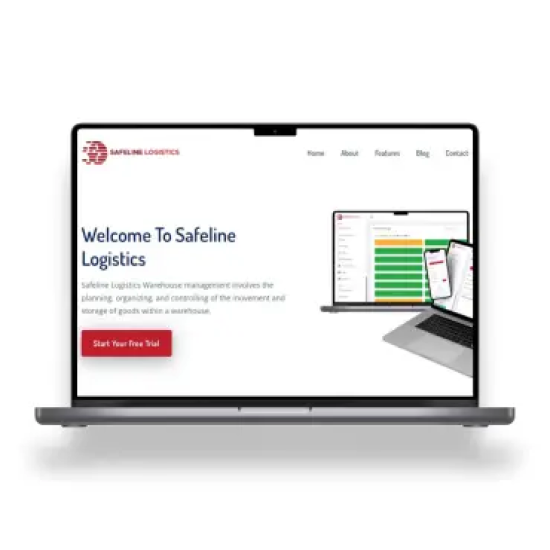 SAFELINE LOGISTICS
Home About Features Blog Contact
Welcome To Safeline
Logistics
Safeline Logistics Warehouse management involves the
planning, organizing, and controlling of the movement and
storage of goods within a warehouse.
Start Your Free Trial